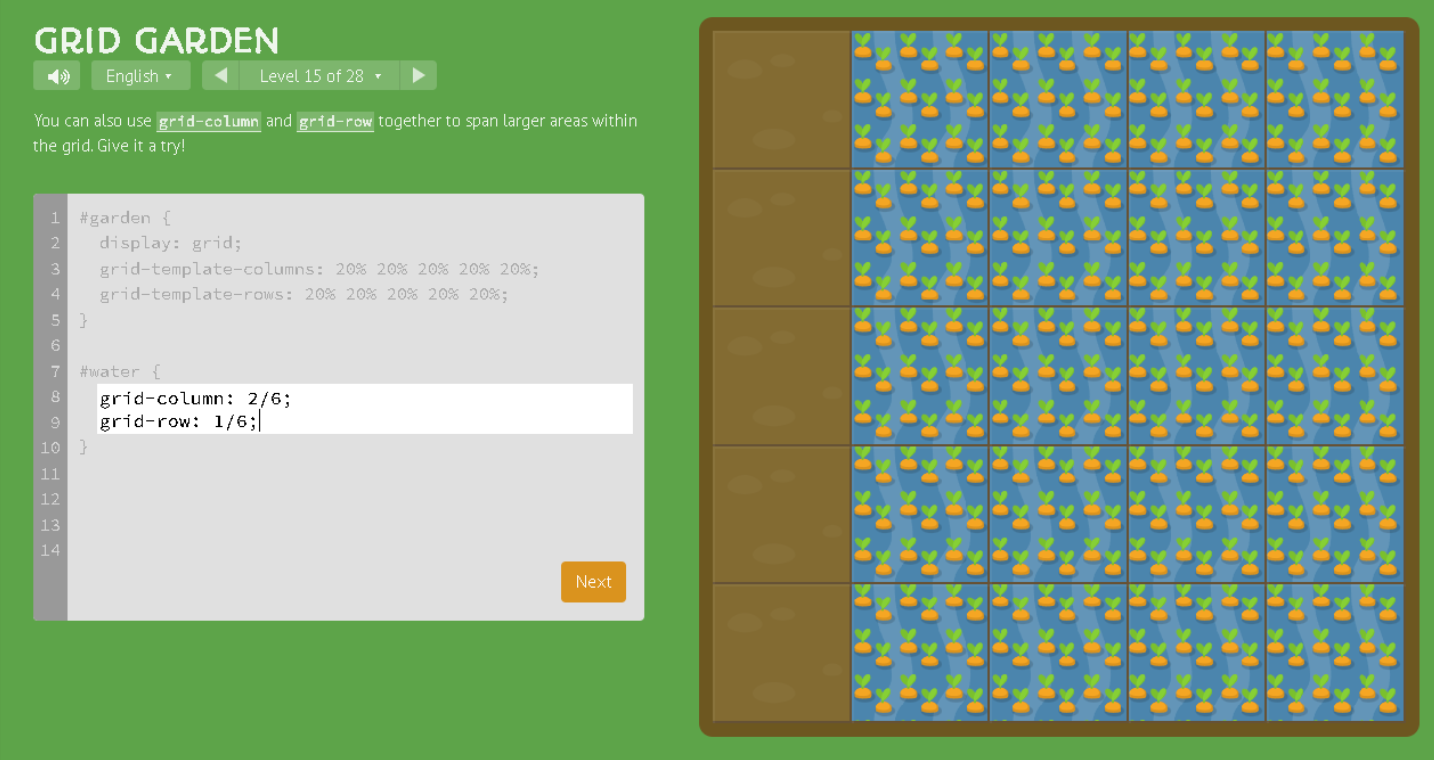 GRID GARDEN
English ▾
◀ Level 15 of 28 ▾ ▶
You can also use grid-column and grid-row together to span larger areas within
the grid. Give it a try!
1 #garden {
2   display: grid;
3   grid-template-columns: 20% 20% 20% 20% 20%;
4   grid-template-rows: 20% 20% 20% 20% 20%;
5 }
6
7 #water {
8   grid-column: 2/6;
9   grid-row: 1/6;
10 }
11
12
13
14
Next